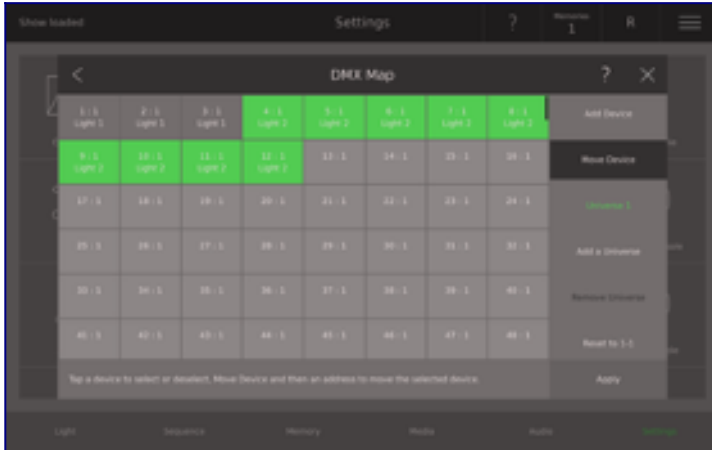 Show loaded
Settings
?
Memories
1
R
DMX Map
?
1 : 1
Light 1
2 : 1
Light 1
3 : 1
Light 1
4 : 1
Light 2
5 : 1
Light 2
6 : 1
Light 2
7 : 1
Light 2
8 : 1
Light 2
Add Device
9 : 1
Light 2
10 : 1
Light 2
11 : 1
Light 2
12 : 1
Light 2
13 : 1
14 : 1
15 : 1
16 : 1
Move Device
17 : 1
18 : 1
19 : 1
20 : 1
21 : 1
22 : 1
23 : 1
24 : 1
Universe 1
25 : 1
26 : 1
27 : 1
28 : 1
29 : 1
30 : 1
31 : 1
32 : 1
Add a Universe
33 : 1
34 : 1
35 : 1
36 : 1
37 : 1
38 : 1
39 : 1
40 : 1
Remove Universe
41 : 1
42 : 1
43 : 1
44 : 1
45 : 1
46 : 1
47 : 1
48 : 1
Reset to 1-1
Tap a device to select or deselect, Move Device and then an address to move the selected device.
Apply
Light
Sequence
Memory
Media
Audio
Settings